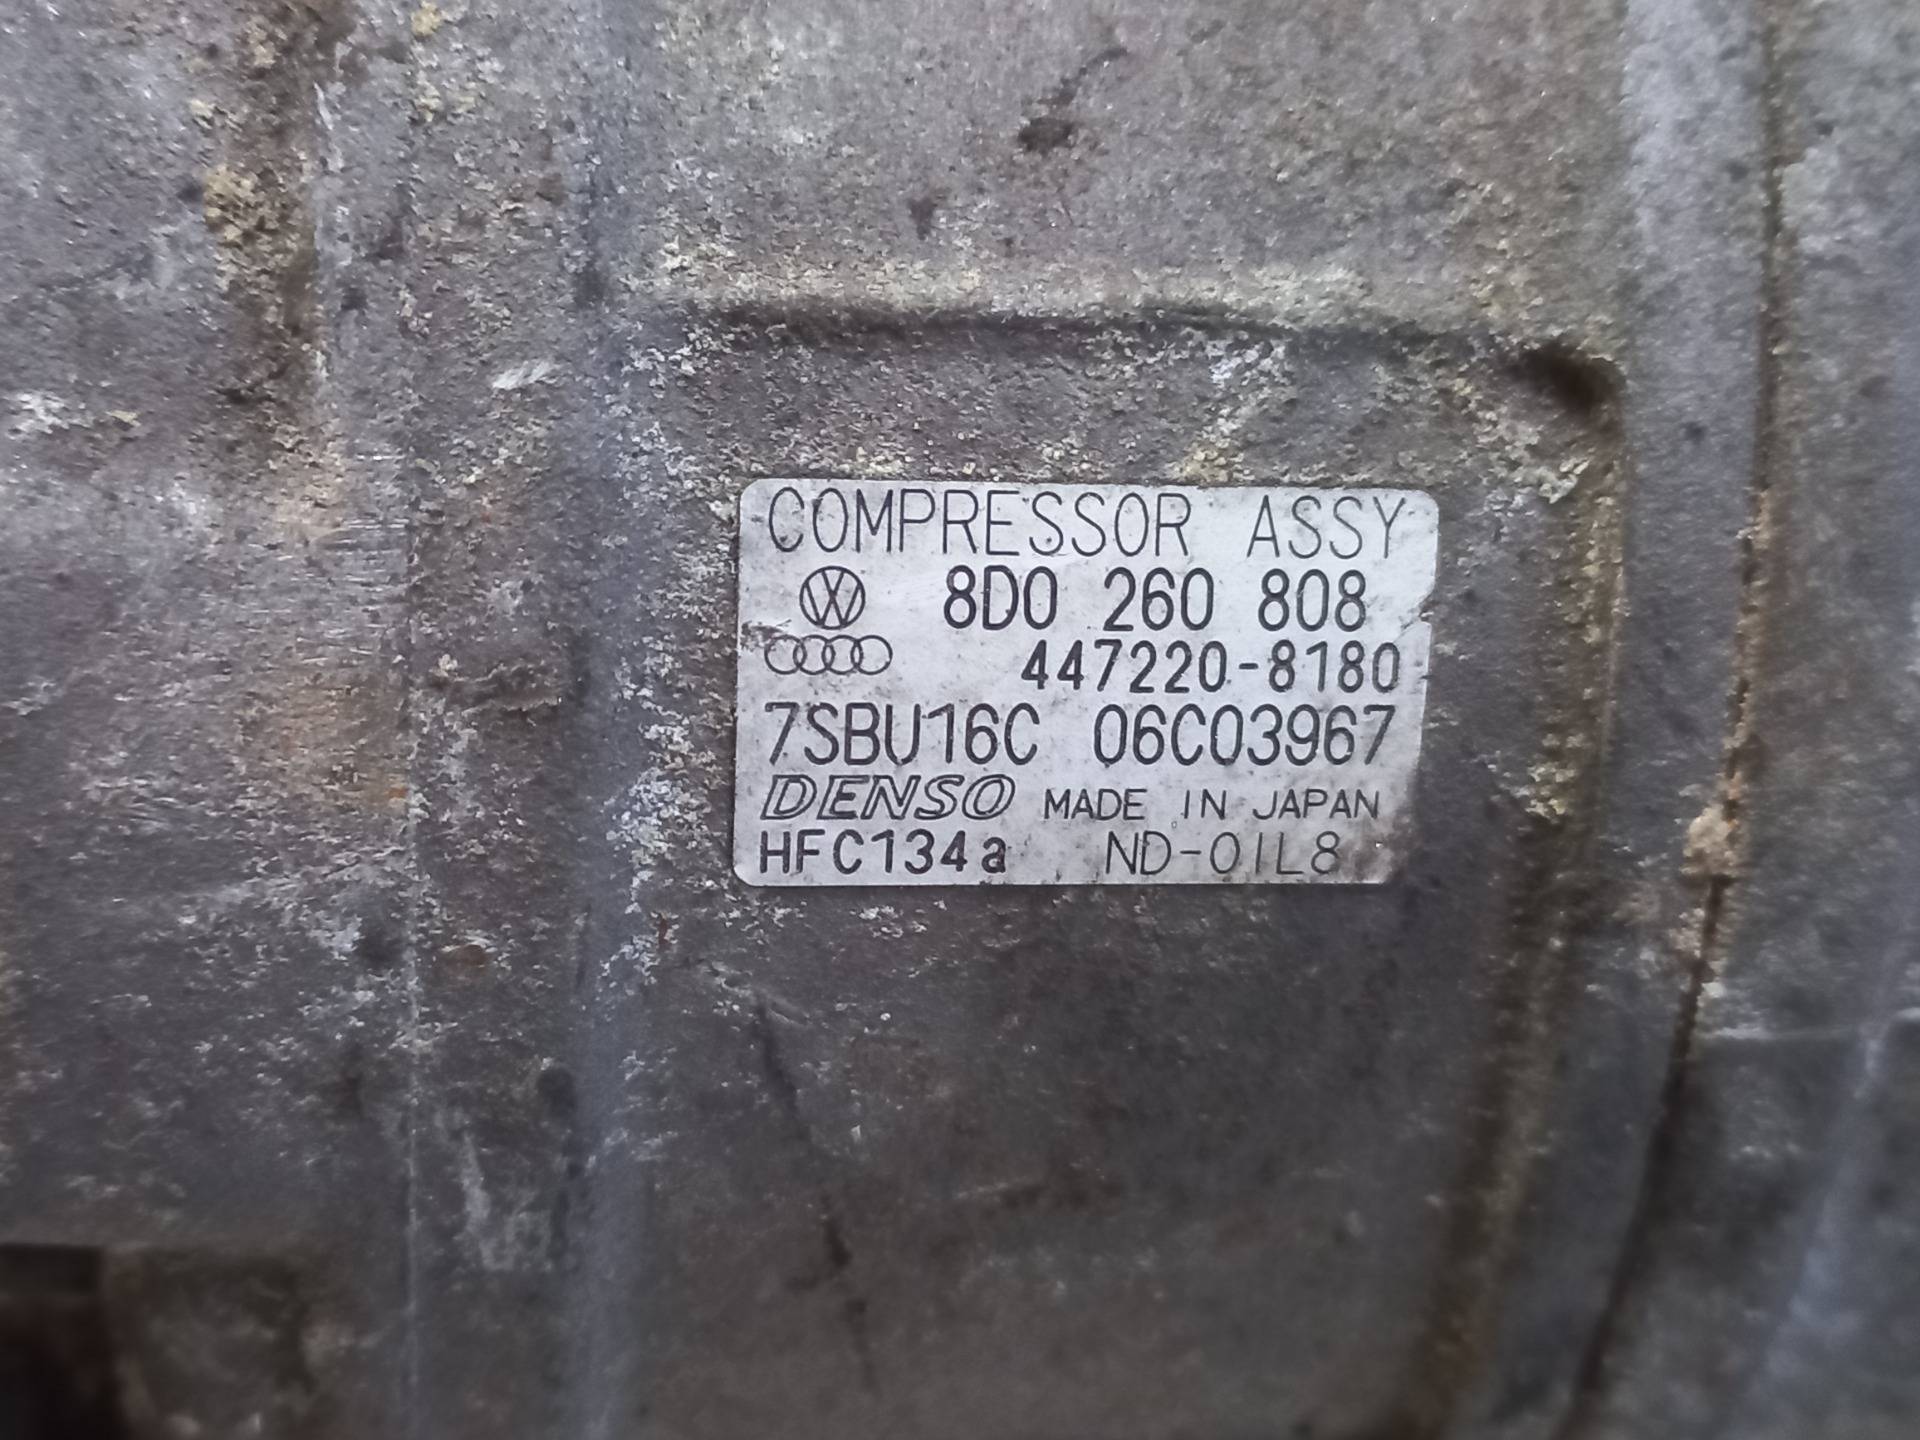 COMPRESSOR ASSY
8D0 260 808
447220-8180
7SBU16C 06C03967
DENSO MADE IN JAPAN
HFC134a ND-OIL8